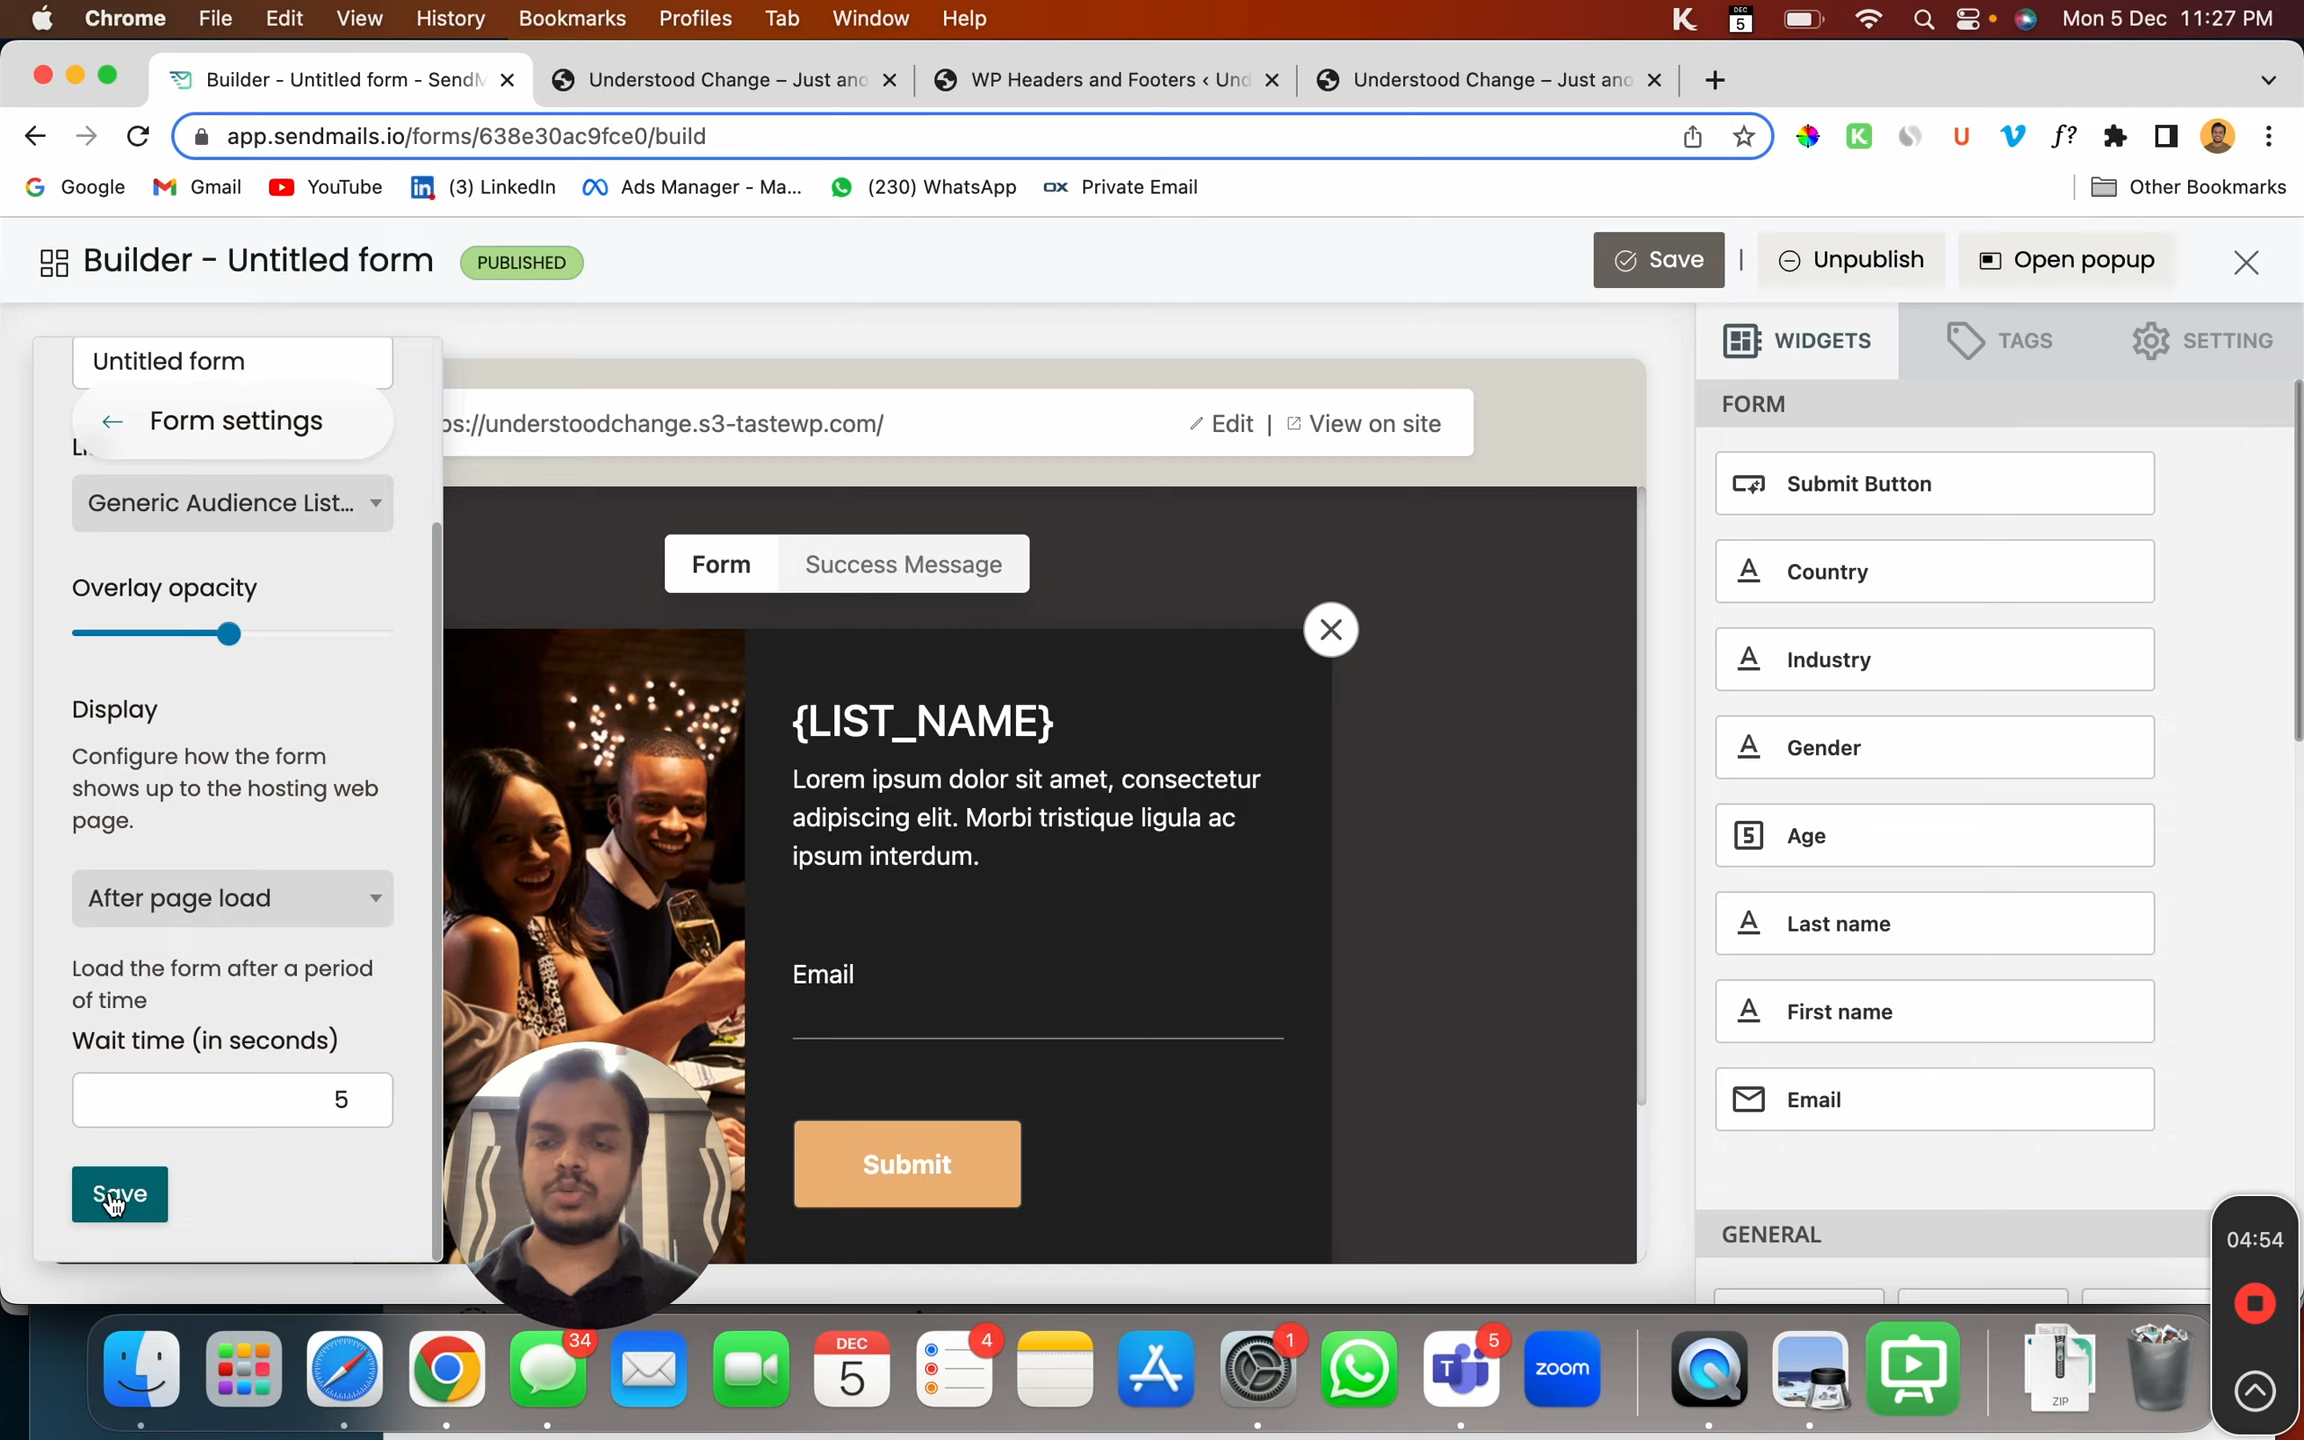 Chrome File Edit View History Bookmarks Profiles Tab Window Help
DEC 5
Mon 5 Dec 11:27 PM
Builder - Untitled form - SendM
Understood Change – Just ano
WP Headers and Footers ‹ Und
Understood Change – Just ano
app.sendmails.io/forms/638e30ac9fce0/build
Google
Gmail
YouTube
(3) LinkedIn
Ads Manager - Ma...
(230) WhatsApp
OX Private Email
Other Bookmarks
Builder - Untitled form
PUBLISHED
Save | Unpublish
Open popup
Untitled form
Form settings
Generic Audience List...
Overlay opacity
Display
Configure how the form
shows up to the hosting web
page.
After page load
Load the form after a period
of time
Wait time (in seconds)
5
Save
ps://understoodchange.s3-tastewp.com/
Edit | View on site
Form
Success Message
{LIST_NAME}
Lorem ipsum dolor sit amet, consectetur
adipiscing elit. Morbi tristique ligula ac
ipsum interdum.
Email
Submit
WIDGETS
TAGS
SETTING
FORM
Submit Button
Country
Industry
Gender
Age
Last name
First name
Email
GENERAL
04:54
34
DEC
5
4
1
5
zoom
ZIP